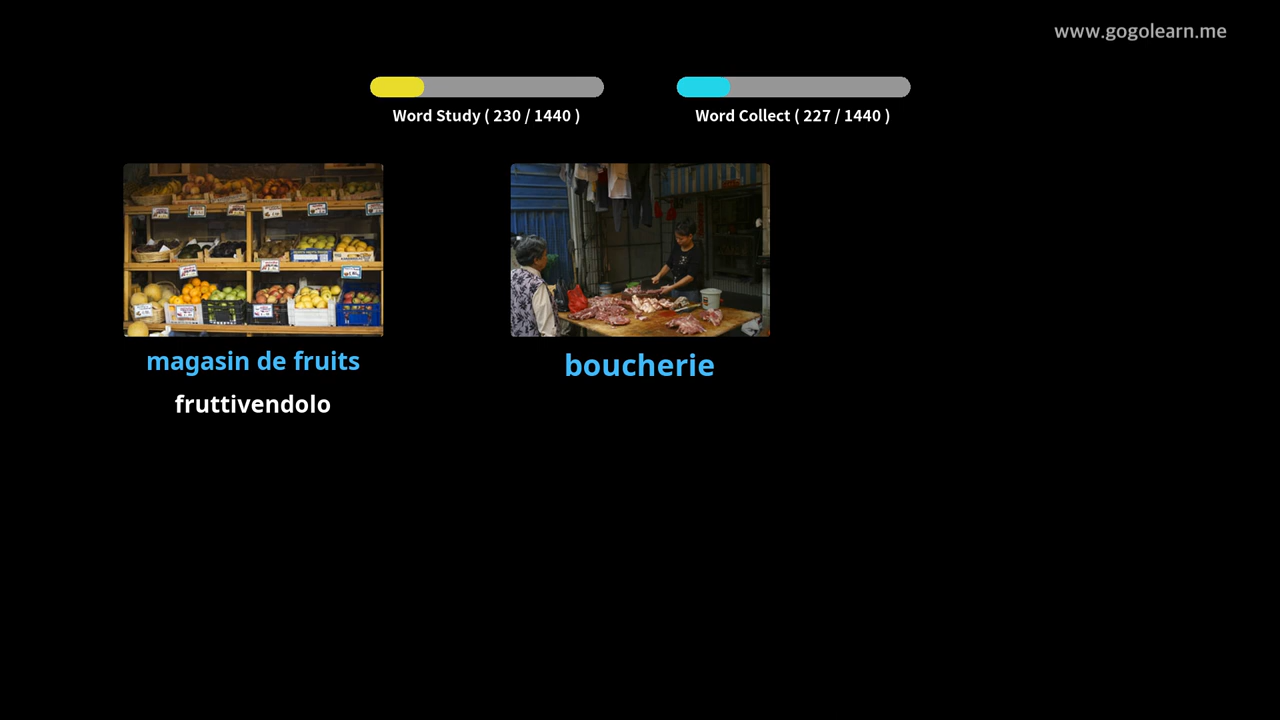 www.gogolearn.me
Word Study ( 230 / 1440 )
Word Collect ( 227 / 1440 )
magasin de fruits
boucherie
fruttivendolo